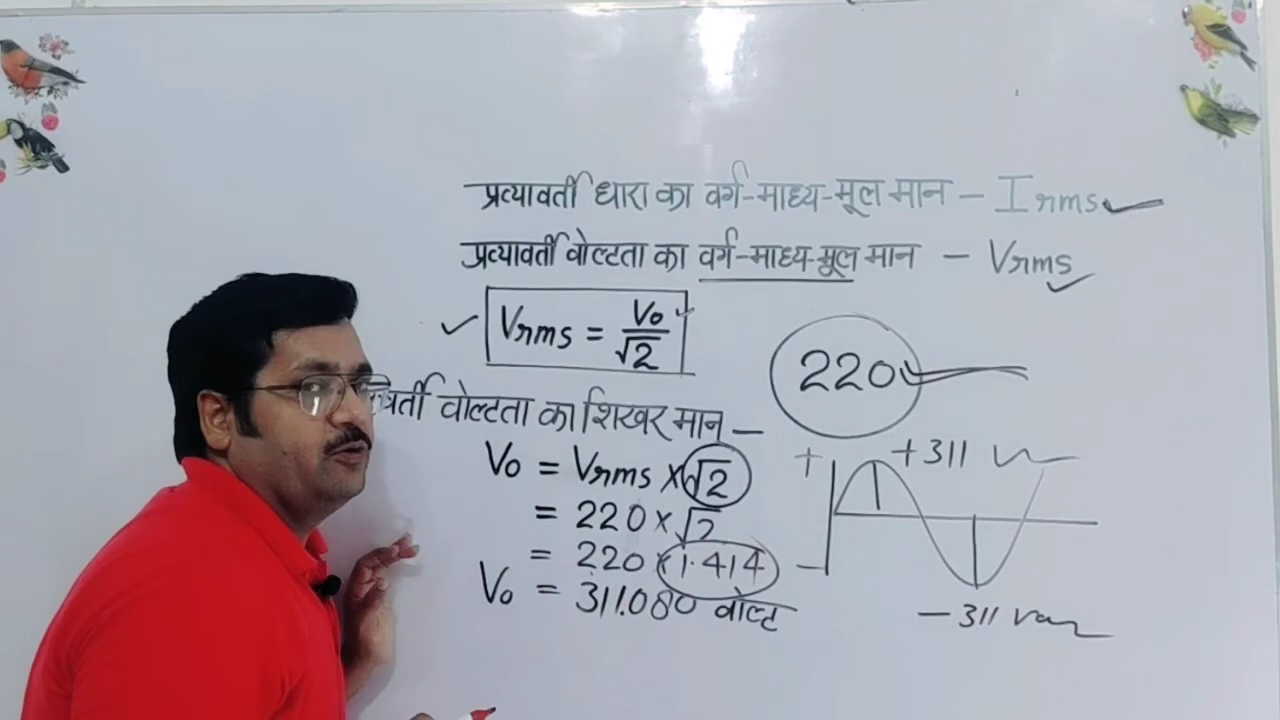 प्रत्यावर्ती धारा का वर्ग-माध्य-मूल मान - Irms
प्रत्यावर्ती वोल्टता का वर्ग-माध्य-मूल मान - Vrms
Vrms = V₀/√2
220
वोल्टता का शिखर मान -
V₀ = Vrms × √2
= 220 × √2
= 220 × 1.414
V₀ = 311.080 वोल्ट
+
+311
-
-311